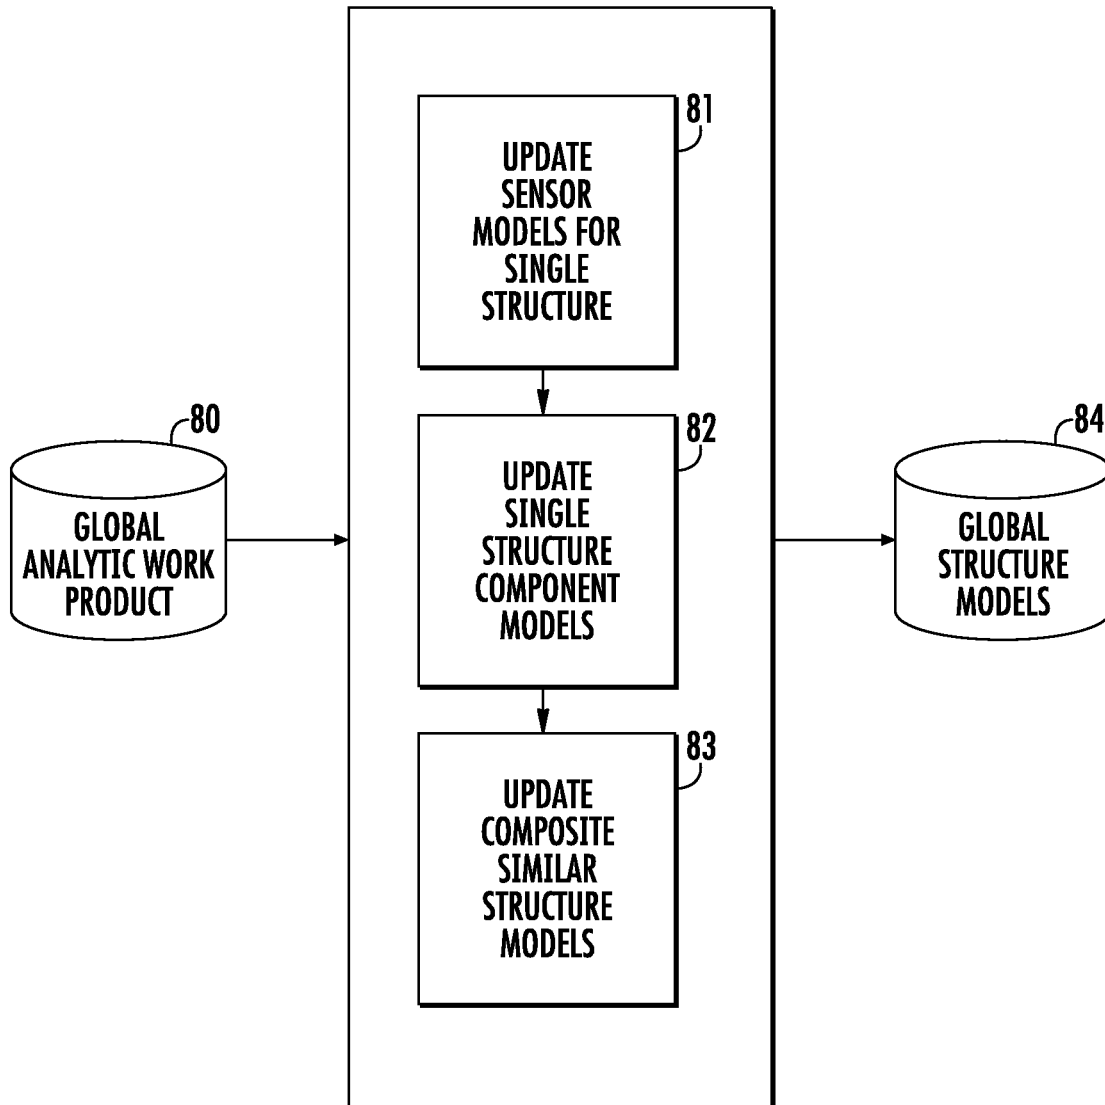 80
GLOBAL
ANALYTIC WORK
PRODUCT
81
UPDATE
SENSOR
MODELS FOR
SINGLE
STRUCTURE
82
UPDATE
SINGLE
STRUCTURE
COMPONENT
MODELS
83
UPDATE
COMPOSITE
SIMILAR
STRUCTURE
MODELS
84
GLOBAL
STRUCTURE
MODELS